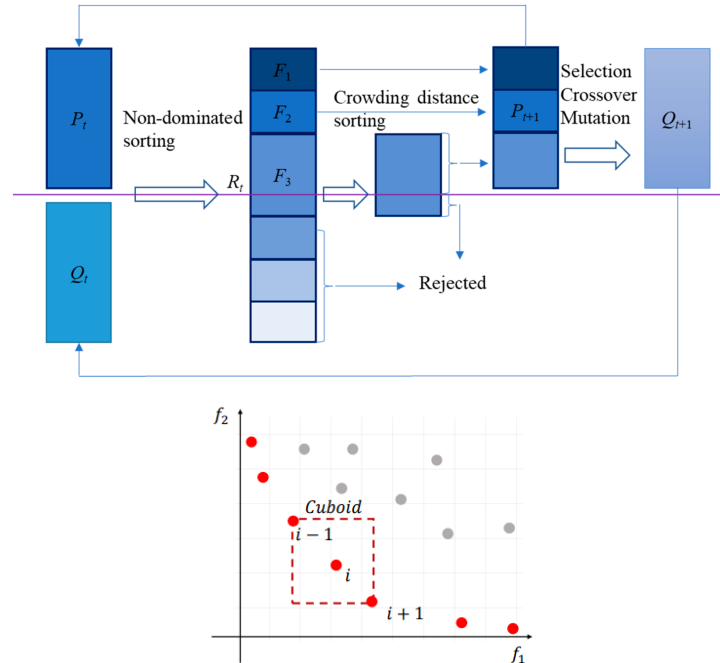 P_t
Non-dominated
sorting
R_t
F_1
F_2
F_3
Crowding distance
sorting
P_{t+1}
Selection
Crossover
Mutation
Q_{t+1}
Q_t
Rejected
f_2
Cuboid
i − 1
i
i + 1
f_1